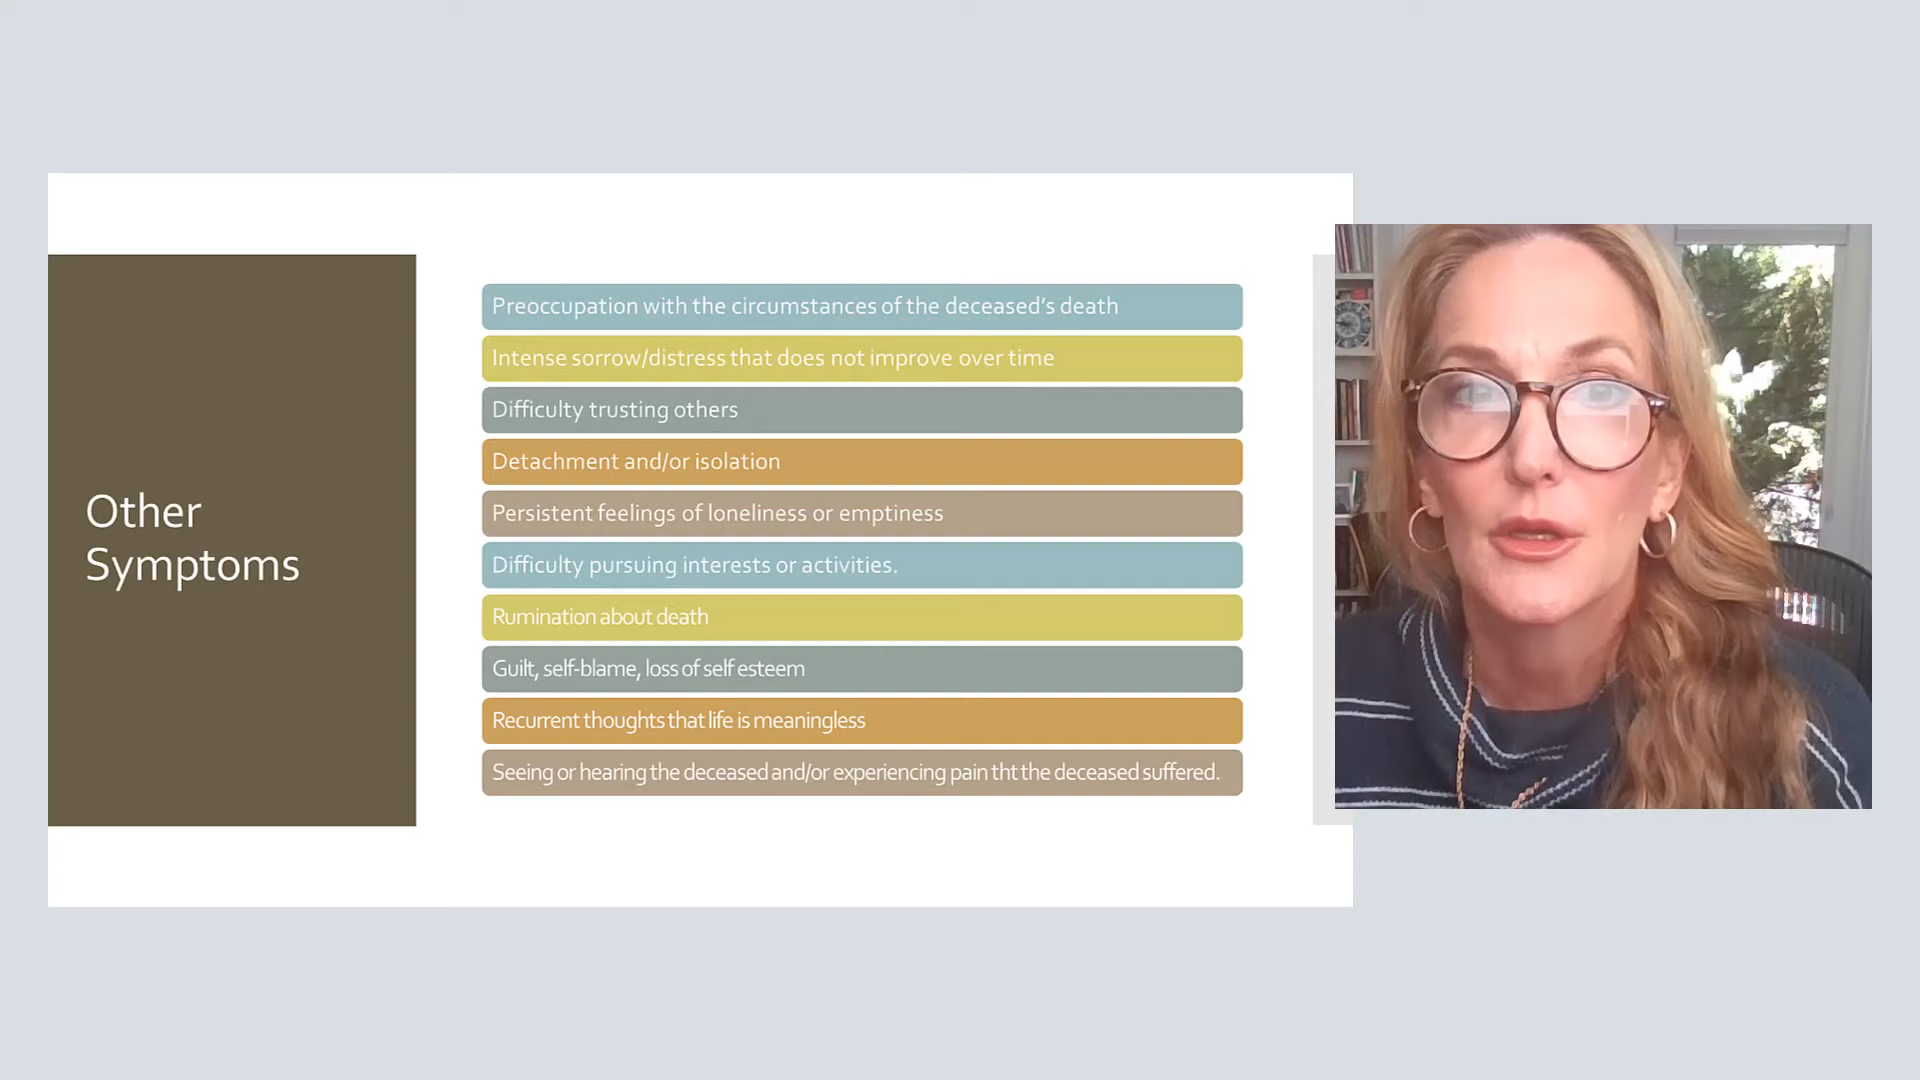 Other
Symptoms
Preoccupation with the circumstances of the deceased’s death
Intense sorrow/distress that does not improve over time
Difficulty trusting others
Detachment and/or isolation
Persistent feelings of loneliness or emptiness
Difficulty pursuing interests or activities.
Rumination about death
Guilt, self-blame, loss of self esteem
Recurrent thoughts that life is meaningless
Seeing or hearing the deceased and/or experiencing pain tht the deceased suffered.